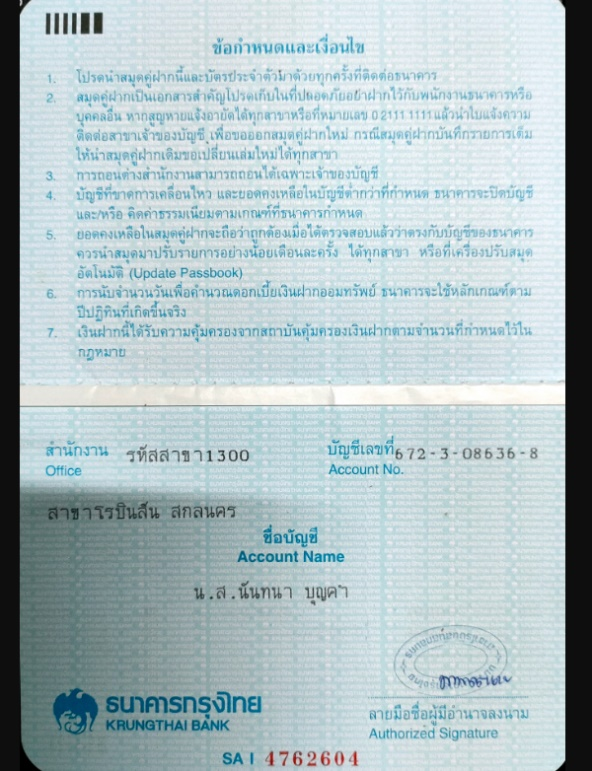 ข้อกำหนดและเงื่อนไข
1. โปรดนำสมุดคู่ฝากนี้และบัตรประจำตัวมาด้วยทุกครั้งที่ติดต่อธนาคาร
2. สมุดคู่ฝากเป็นเอกสารสำคัญโปรดเก็บในที่ปลอดภัยอย่าฝากไว้กับพนักงานธนาคารหรือ
บุคคลอื่น หากสูญหายแจ้งอายัดได้ทุกสาขาหรือที่หมายเลข 0 2111 1111 แล้วนำใบแจ้งความ
ติดต่อสาขาเจ้าของบัญชี เพื่อขอออกสมุดคู่ฝากใหม่ กรณีสมุดคู่ฝากบันทึกรายการเต็ม
ให้นำสมุดคู่ฝากเดิมขอเปลี่ยนเล่มใหม่ได้ทุกสาขา
3. การถอนต่างสำนักงานสามารถถอนได้เฉพาะเจ้าของบัญชี
4. บัญชีที่ขาดการเคลื่อนไหว และยอดคงเหลือในบัญชีต่ำกว่าที่กำหนด ธนาคารจะปิดบัญชี
และ/หรือ คิดค่าธรรมเนียมตามเกณฑ์ที่ธนาคารกำหนด
5. ยอดคงเหลือในสมุดคู่ฝากจะถือว่าถูกต้องเมื่อได้ตรวจสอบแล้วว่าตรงกับบัญชีของธนาคาร
ควรนำสมุดมาปรับรายการอย่างน้อยเดือนละครั้ง ได้ทุกสาขา หรือที่เครื่องปรับสมุด
อัตโนมัติ (Update Passbook)
6. การนับจำนวนวันเพื่อคำนวณดอกเบี้ยเงินฝากออมทรัพย์ ธนาคารจะใช้หลักเกณฑ์ตาม
ปีปฏิทินที่เกิดขึ้นจริง
7. เงินฝากนี้ได้รับความคุ้มครองจากสถาบันคุ้มครองเงินฝากตามจำนวนที่กำหนดไว้ใน
กฎหมาย
สำนักงาน รหัสสาขา1300 บัญชีเลขที่ 672-3-08636-8
Office Account No.
สาขาโรบินสัน สกลนคร
ชื่อบัญชี
Account Name
น.ส.นันทนา
ธนาคารกรุงไทย
KRUNGTHAI BANK
ลายมือชื่อผู้มีอำนาจลงนาม
Authorized Signature
SA I 4762604